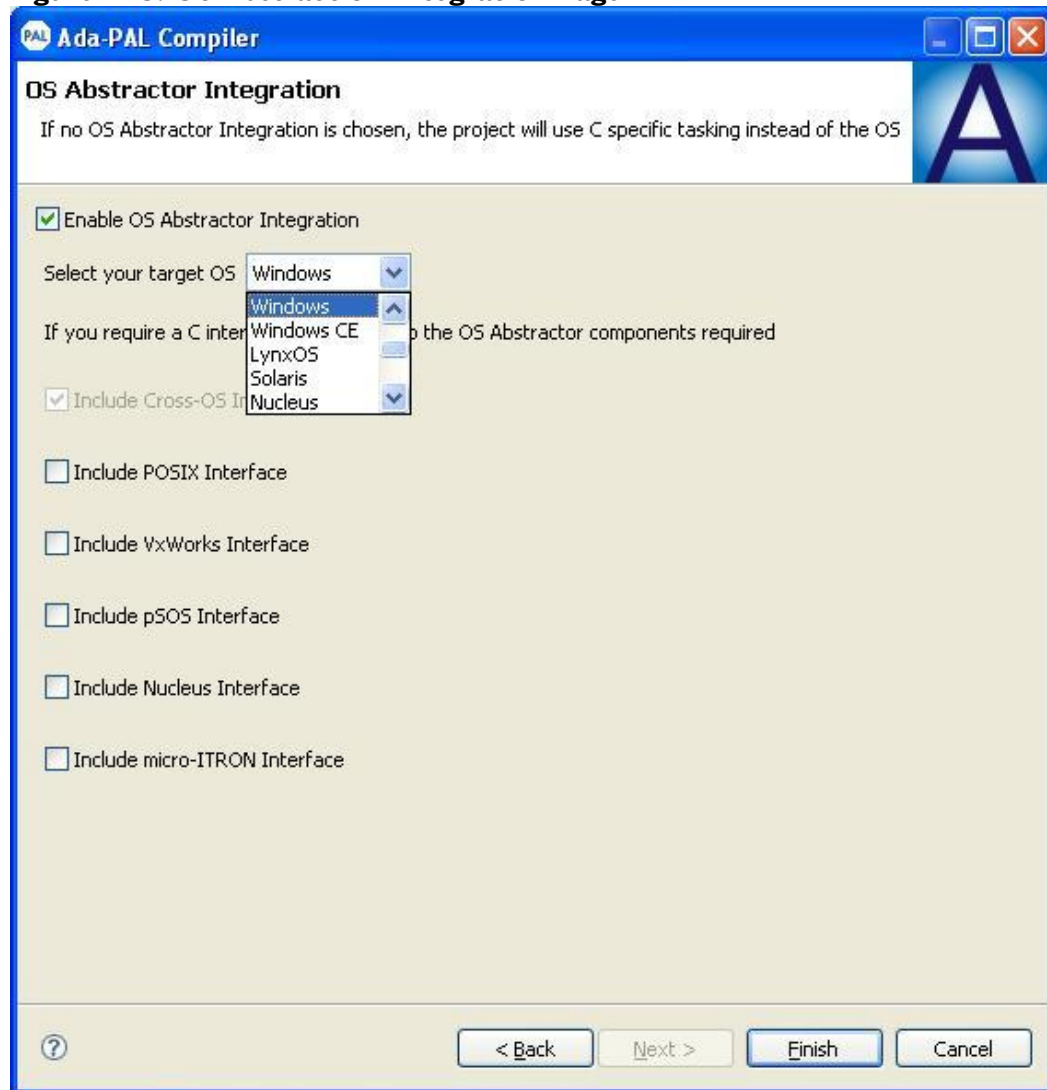 PAL Ada-PAL Compiler
OS Abstractor Integration
If no OS Abstractor Integration is chosen, the project will use C specific tasking instead of the OS
A
Enable OS Abstractor Integration
Select your target OS Windows
Windows
If you require a C inter Windows CE the OS Abstractor components required
LynxOS
Solaris
Include Cross-OS Nucleus
Include POSIX Interface
Include VxWorks Interface
Include pSOS Interface
Include Nucleus Interface
Include micro-ITRON Interface
? < Back Next > Finish Cancel